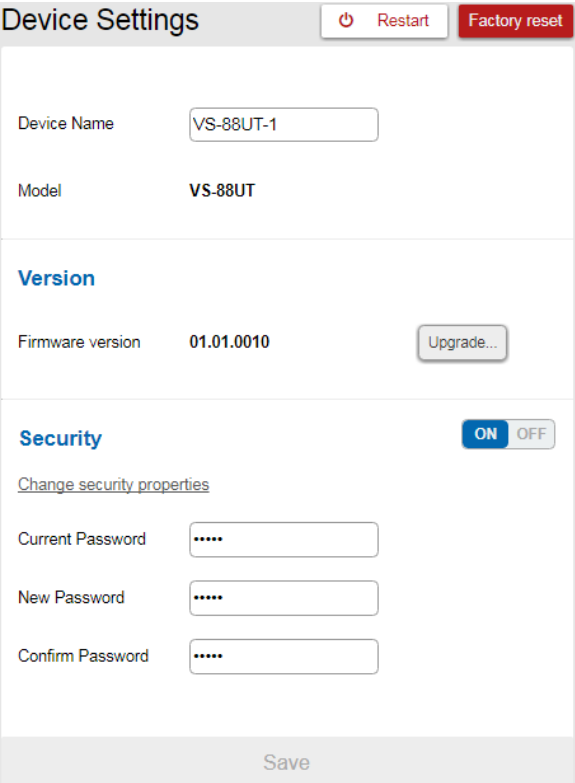 Device Settings
Restart
Factory reset
Device Name
VS-88UT-1
Model
VS-88UT
Version
Firmware version
01.01.0010
Upgrade...
Security
ON
OFF
Change security properties
Current Password
•••••
New Password
•••••
Confirm Password
•••••
Save